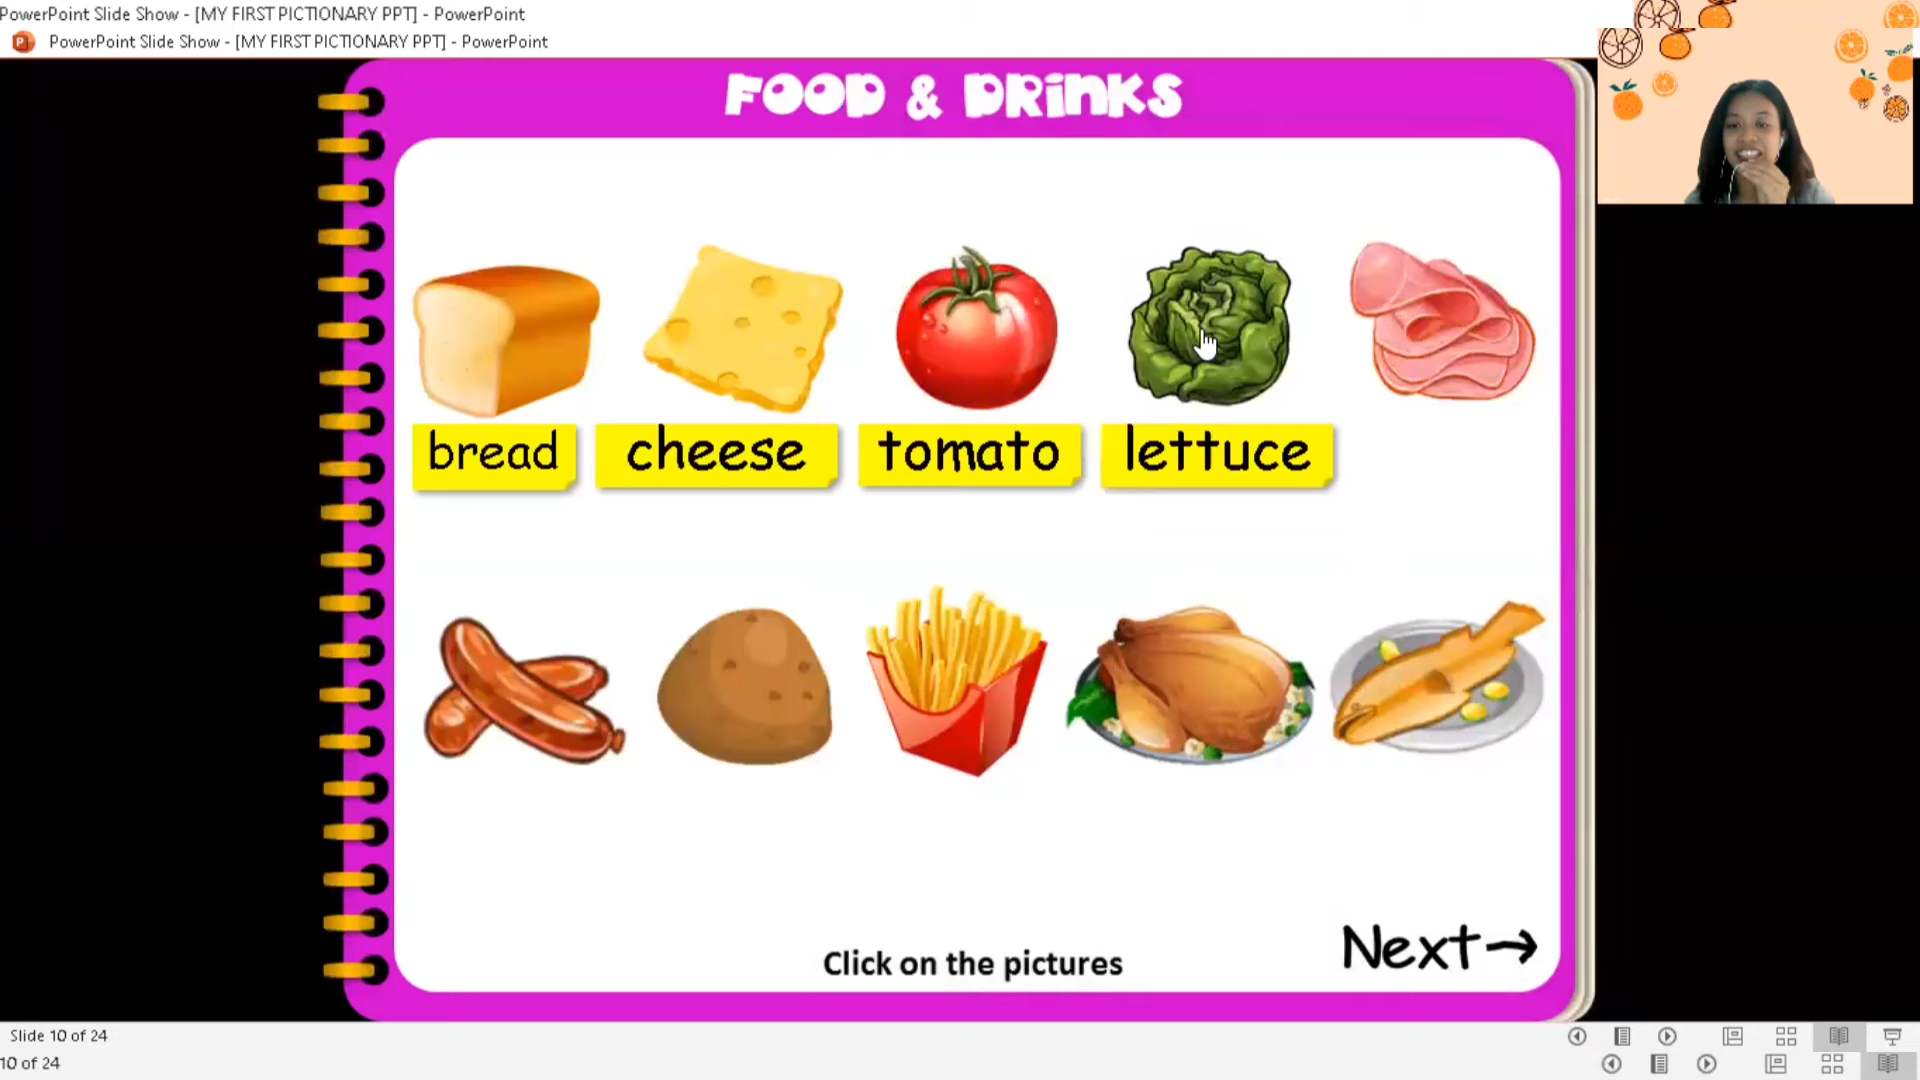 PowerPoint Slide Show - [MY FIRST PICTIONARY PPT] - PowerPoint
PowerPoint Slide Show - [MY FIRST PICTIONARY PPT] - PowerPoint
FOOD & DRINKS
bread
cheese
tomato
lettuce
Next→
Click on the pictures
Slide 10 of 24
10 of 24